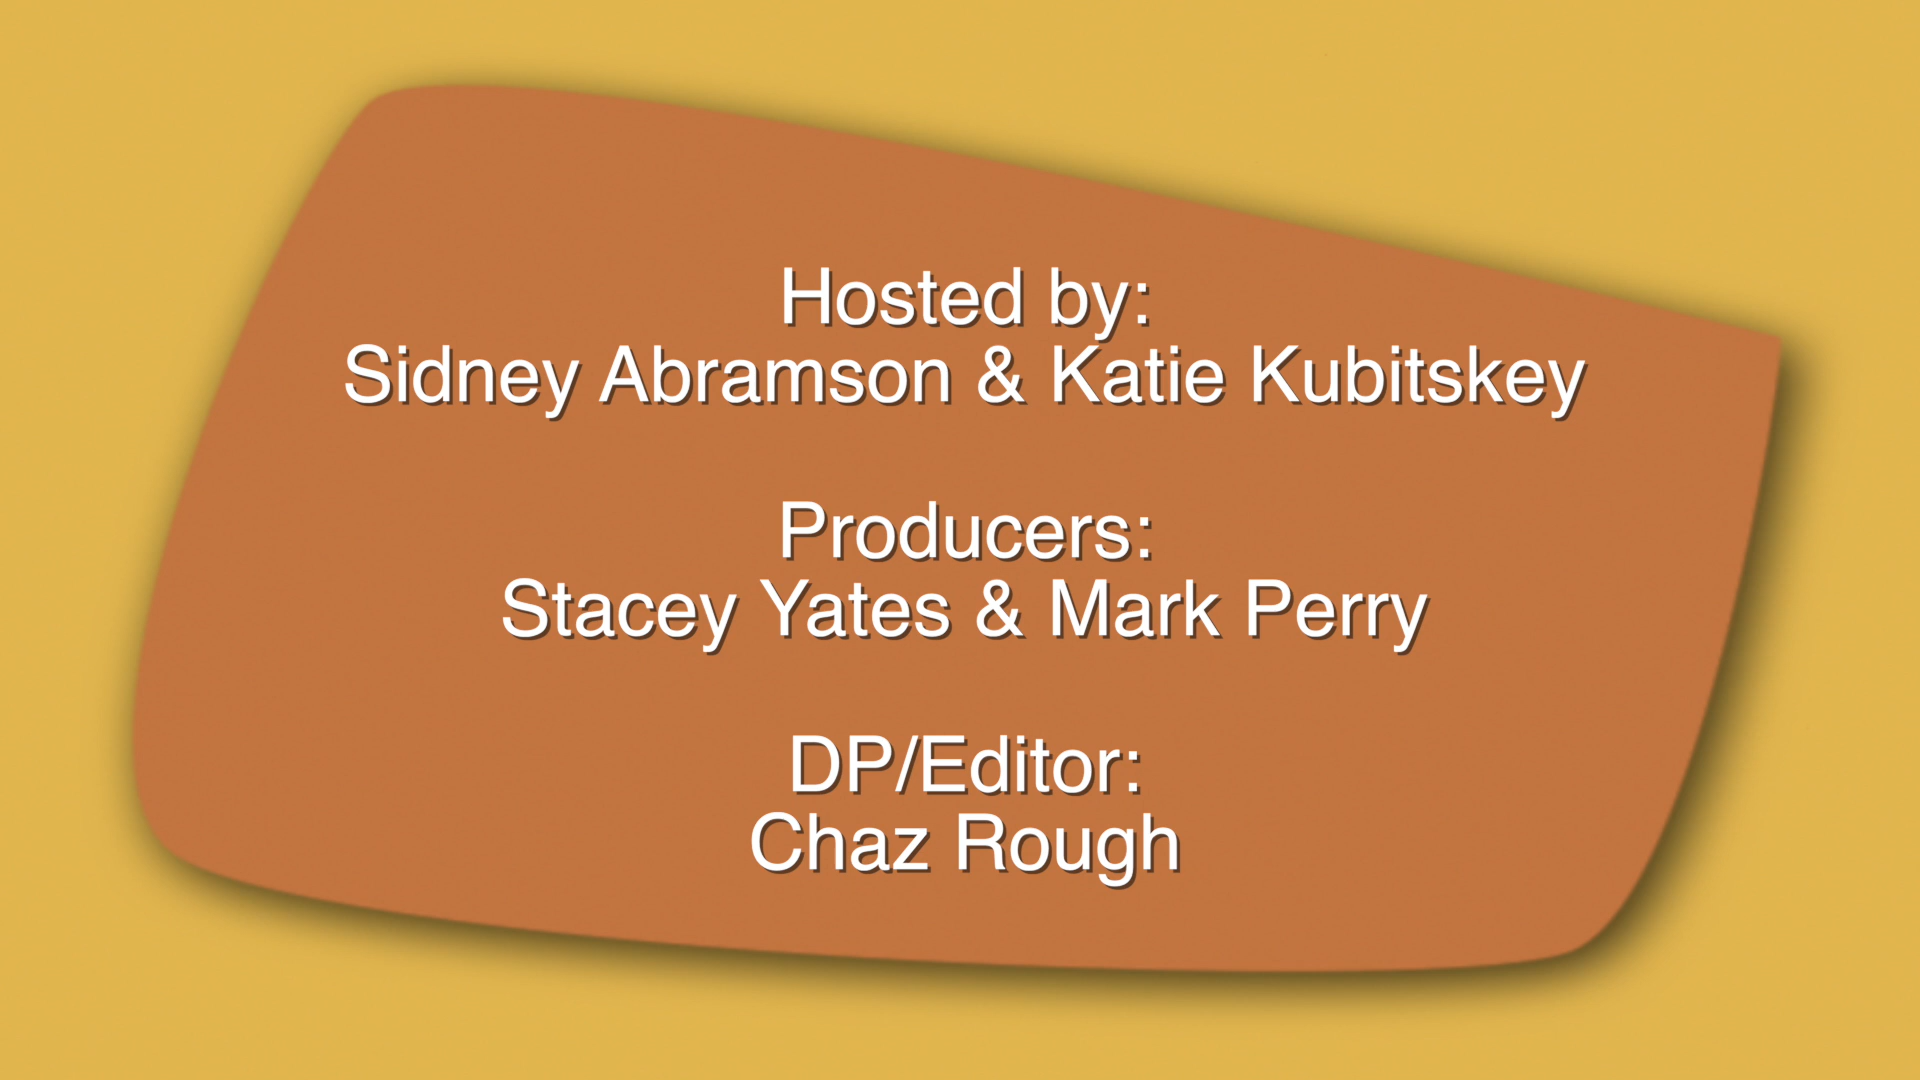 Hosted by:
Sidney Abramson & Katie Kubitskey
Producers:
Stacey Yates & Mark Perry
DP/Editor:
Chaz Rough